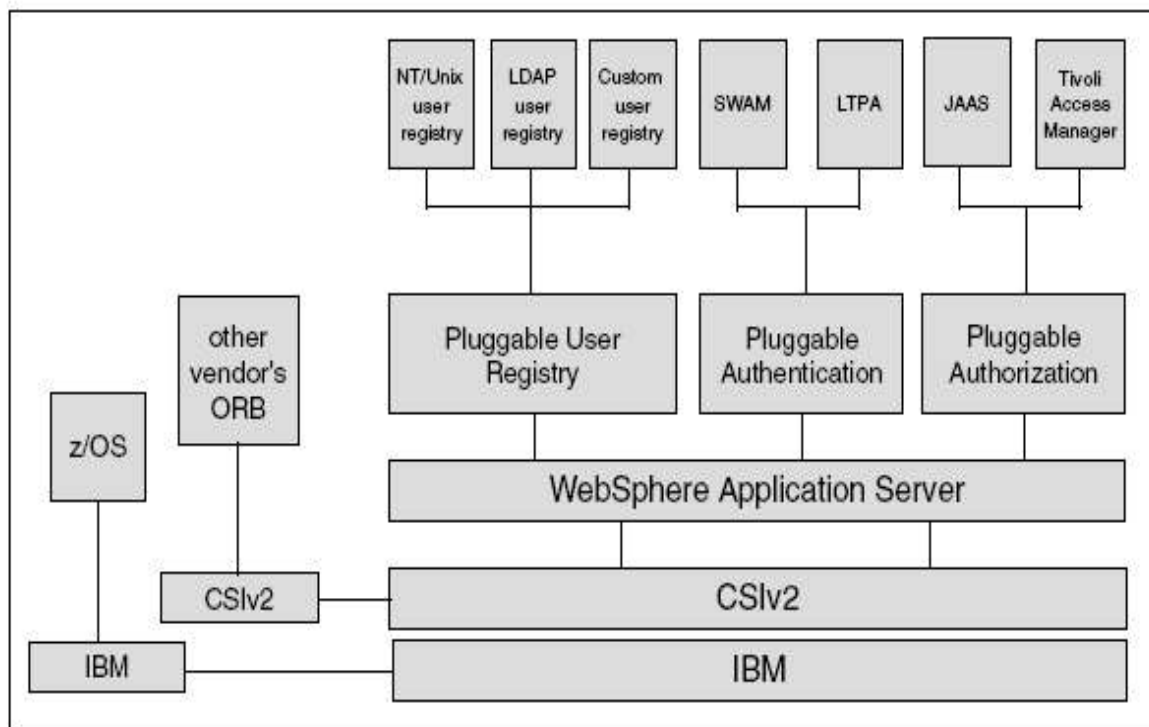 NT/Unix
user
registry
LDAP
user
registry
Custom
user
registry
SWAM
LTPA
JAAS
Tivoli
Access
Manager
other
vendor's
ORB
Pluggable User
Registry
Pluggable
Authentication
Pluggable
Authorization
z/OS
WebSphere Application Server
CSIv2
CSIv2
IBM
IBM